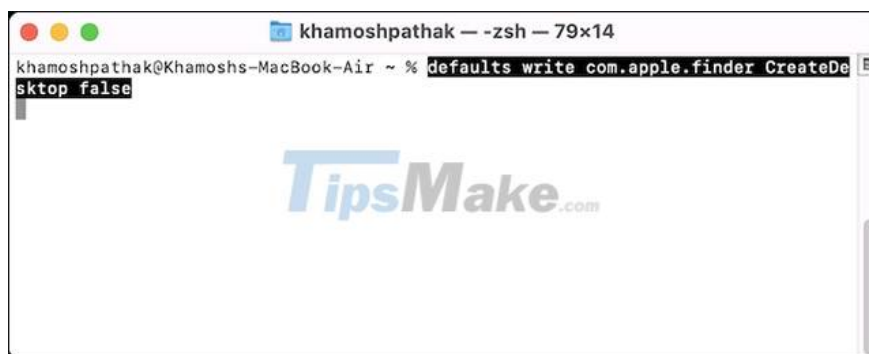 khamoshpathak — -zsh — 79×14
khamoshpathak@Khamoshs-MacBook-Air ~ % defaults write com.apple.finder CreateDe
sktop false
TipsMake.com